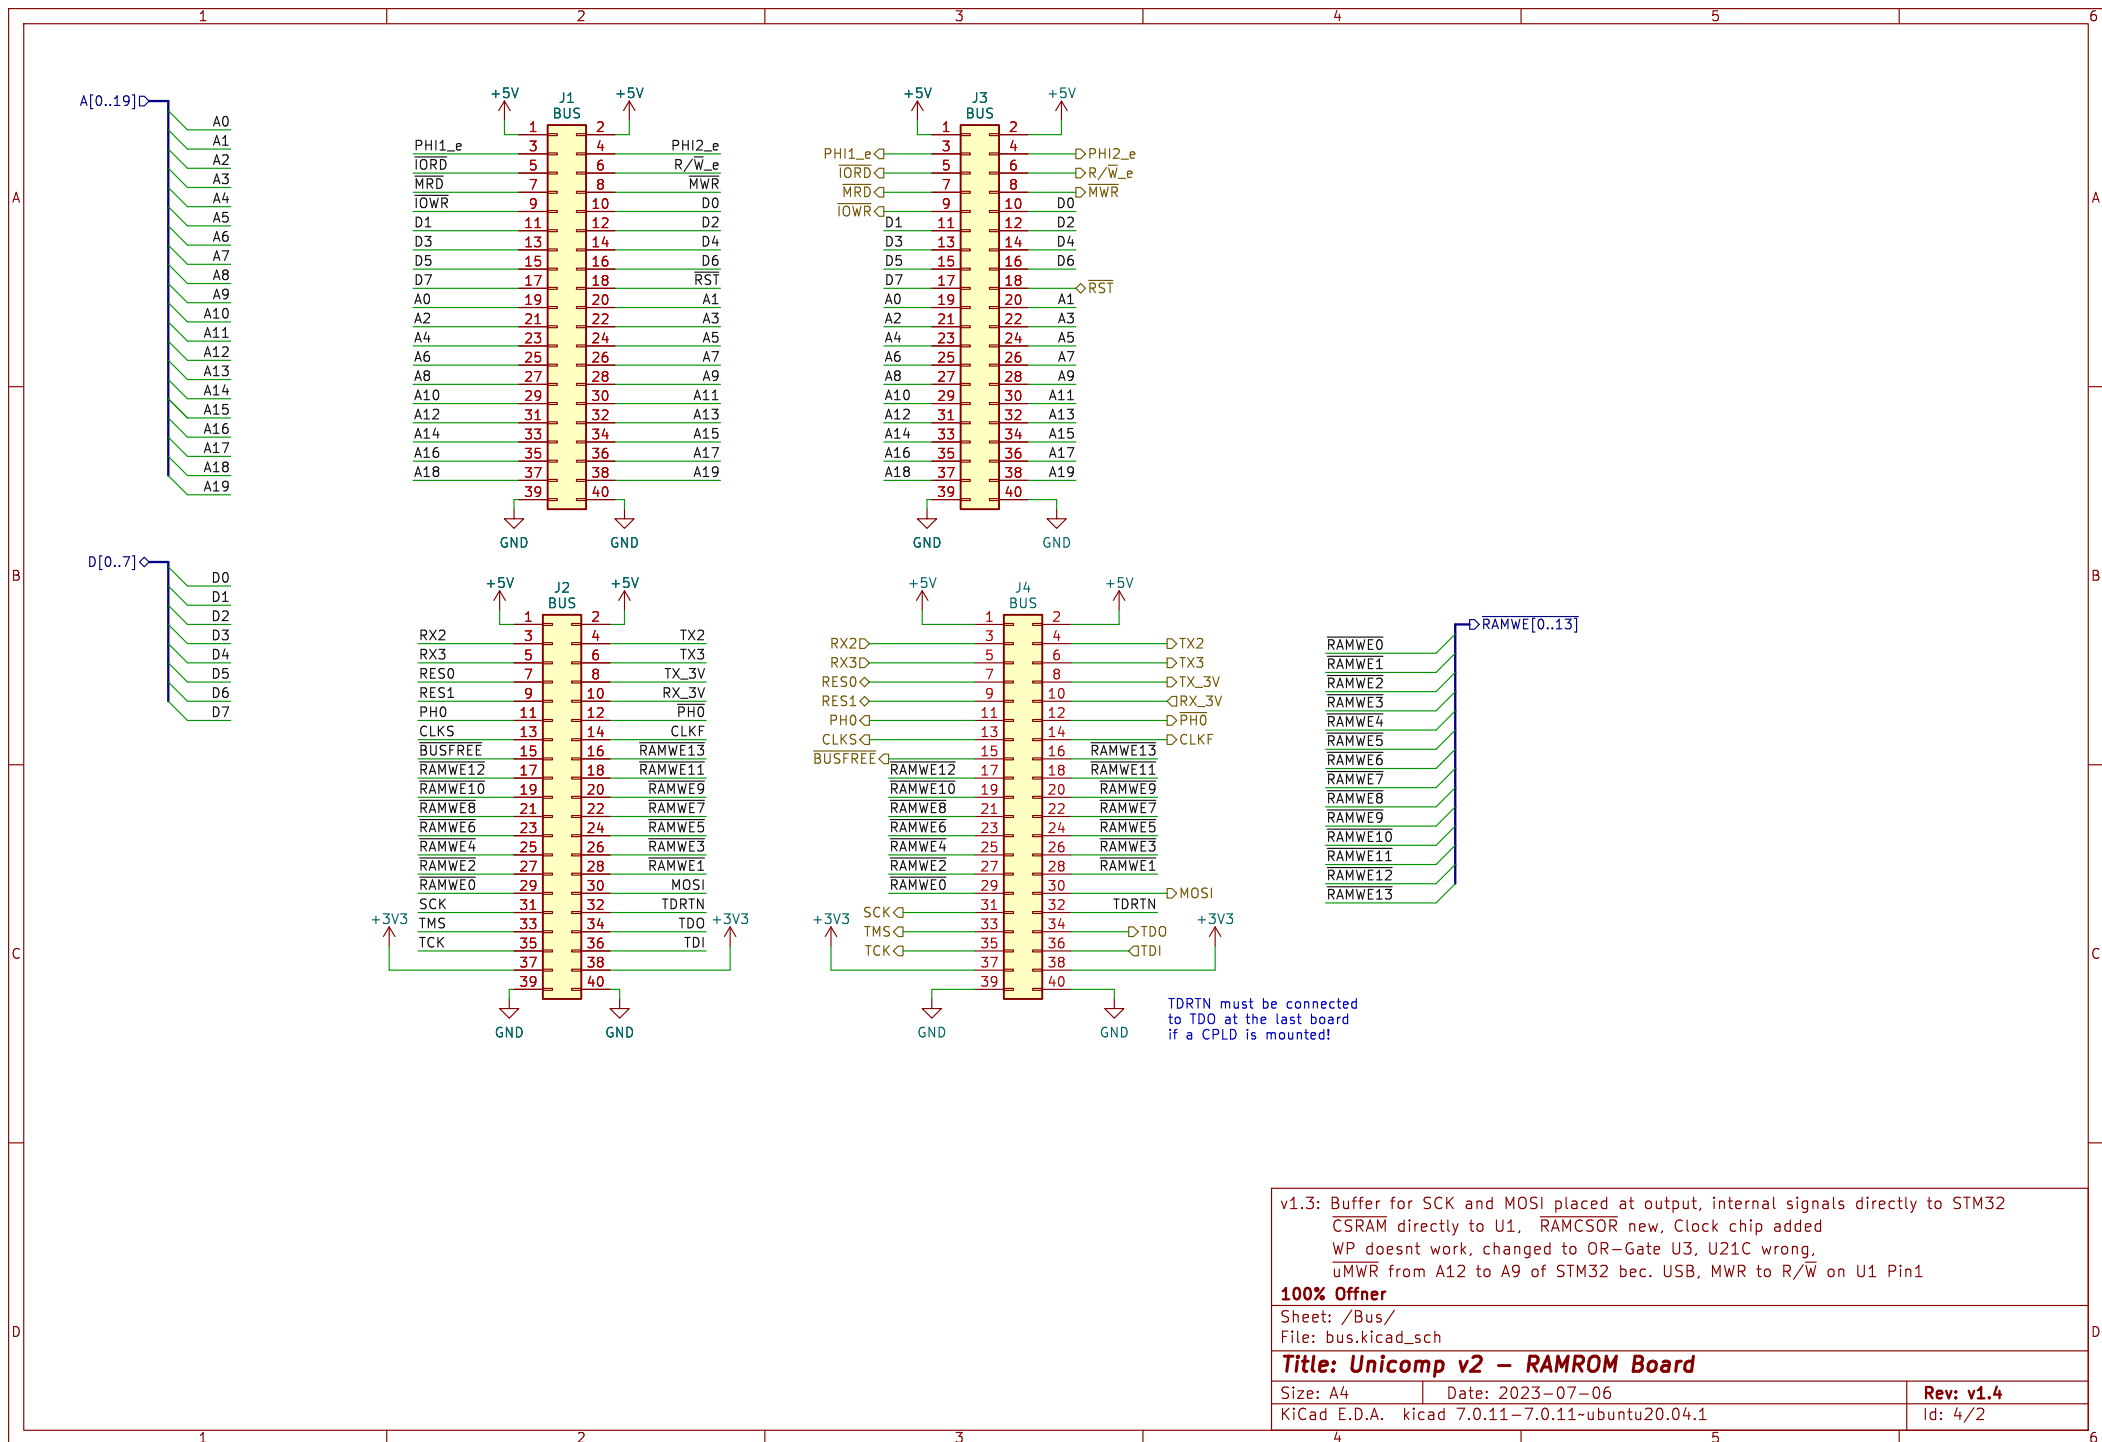 1 2 3 4 5 6
A[0..19]
A0
A1
A2
A3
A4
A5
A6
A7
A8
A9
A10
A11
A12
A13
A14
A15
A16
A17
A18
A19
D[0..7]
D0
D1
D2
D3
D4
D5
D6
D7
J1
BUS
+5V +5V
1 2
PHI1_e 3 4 PHI2_e
IORD 5 6 R/W_e
MRD 7 8 MWR
IOWR 9 10 D0
D1 11 12 D2
D3 13 14 D4
D5 15 16 D6
D7 17 18 RST
A0 19 20 A1
A2 21 22 A3
A4 23 24 A5
A6 25 26 A7
A8 27 28 A9
A10 29 30 A11
A12 31 32 A13
A14 33 34 A15
A16 35 36 A17
A18 37 38 A19
39 40
GND GND
J3
BUS
+5V +5V
1 2
PHI1_e 3 4 PHI2_e
IORD 5 6 R/W_e
MRD 7 8 MWR
IOWR 9 10 D0
D1 11 12 D2
D3 13 14 D4
D5 15 16 D6
D7 17 18 RST
A0 19 20 A1
A2 21 22 A3
A4 23 24 A5
A6 25 26 A7
A8 27 28 A9
A10 29 30 A11
A12 31 32 A13
A14 33 34 A15
A16 35 36 A17
A18 37 38 A19
39 40
GND GND
J2
BUS
+5V +5V
1 2
RX2 3 4 TX2
RX3 5 6 TX3
RES0 7 8 TX_3V
RES1 9 10 RX_3V
PH0 11 12 PH0
CLKS 13 14 CLKF
BUSFREE 15 16 RAMWE13
RAMWE12 17 18 RAMWE11
RAMWE10 19 20 RAMWE9
RAMWE8 21 22 RAMWE7
RAMWE6 23 24 RAMWE5
RAMWE4 25 26 RAMWE3
RAMWE2 27 28 RAMWE1
RAMWE0 29 30 MOSI
SCK 31 32 TDRTN
+3V3 TMS 33 34 TDO +3V3
TCK 35 36 TDI
37 38
39 40
GND GND
J4
BUS
+5V +5V
1 2
RX2 3 4 TX2
RX3 5 6 TX3
RES0 7 8 TX_3V
RES1 9 10 RX_3V
PH0 11 12 PH0
CLKS 13 14 CLKF
BUSFREE 15 16 RAMWE13
RAMWE12 17 18 RAMWE11
RAMWE10 19 20 RAMWE9
RAMWE8 21 22 RAMWE7
RAMWE6 23 24 RAMWE5
RAMWE4 25 26 RAMWE3
RAMWE2 27 28 RAMWE1
RAMWE0 29 30 MOSI
SCK 31 32 TDRTN
+3V3 TMS 33 34 TDO +3V3
TCK 35 36 TDI
37 38
39 40
GND GND
TDRTN must be connected
to TDO at the last board
if a CPLD is mounted!
RAMWE[0..13]
RAMWE0
RAMWE1
RAMWE2
RAMWE3
RAMWE4
RAMWE5
RAMWE6
RAMWE7
RAMWE8
RAMWE9
RAMWE10
RAMWE11
RAMWE12
RAMWE13
A A
B B
C C
D D
v1.3: Buffer for SCK and MOSI placed at output, internal signals directly to STM32
CSRAM directly to U1, RAMCSOR new, Clock chip added
WP doesnt work, changed to OR-Gate U3, U21C wrong,
uMWR from A12 to A9 of STM32 bec. USB, MWR to R/W on U1 Pin1
100% Offner
Sheet: /Bus/
File: bus.kicad_sch
Title: Unicomp v2 - RAMROM Board
Size: A4 Date: 2023-07-06 Rev: v1.4
KiCad E.D.A. kicad 7.0.11-7.0.11~ubuntu20.04.1 Id: 4/2
1 2 3 4 5 6